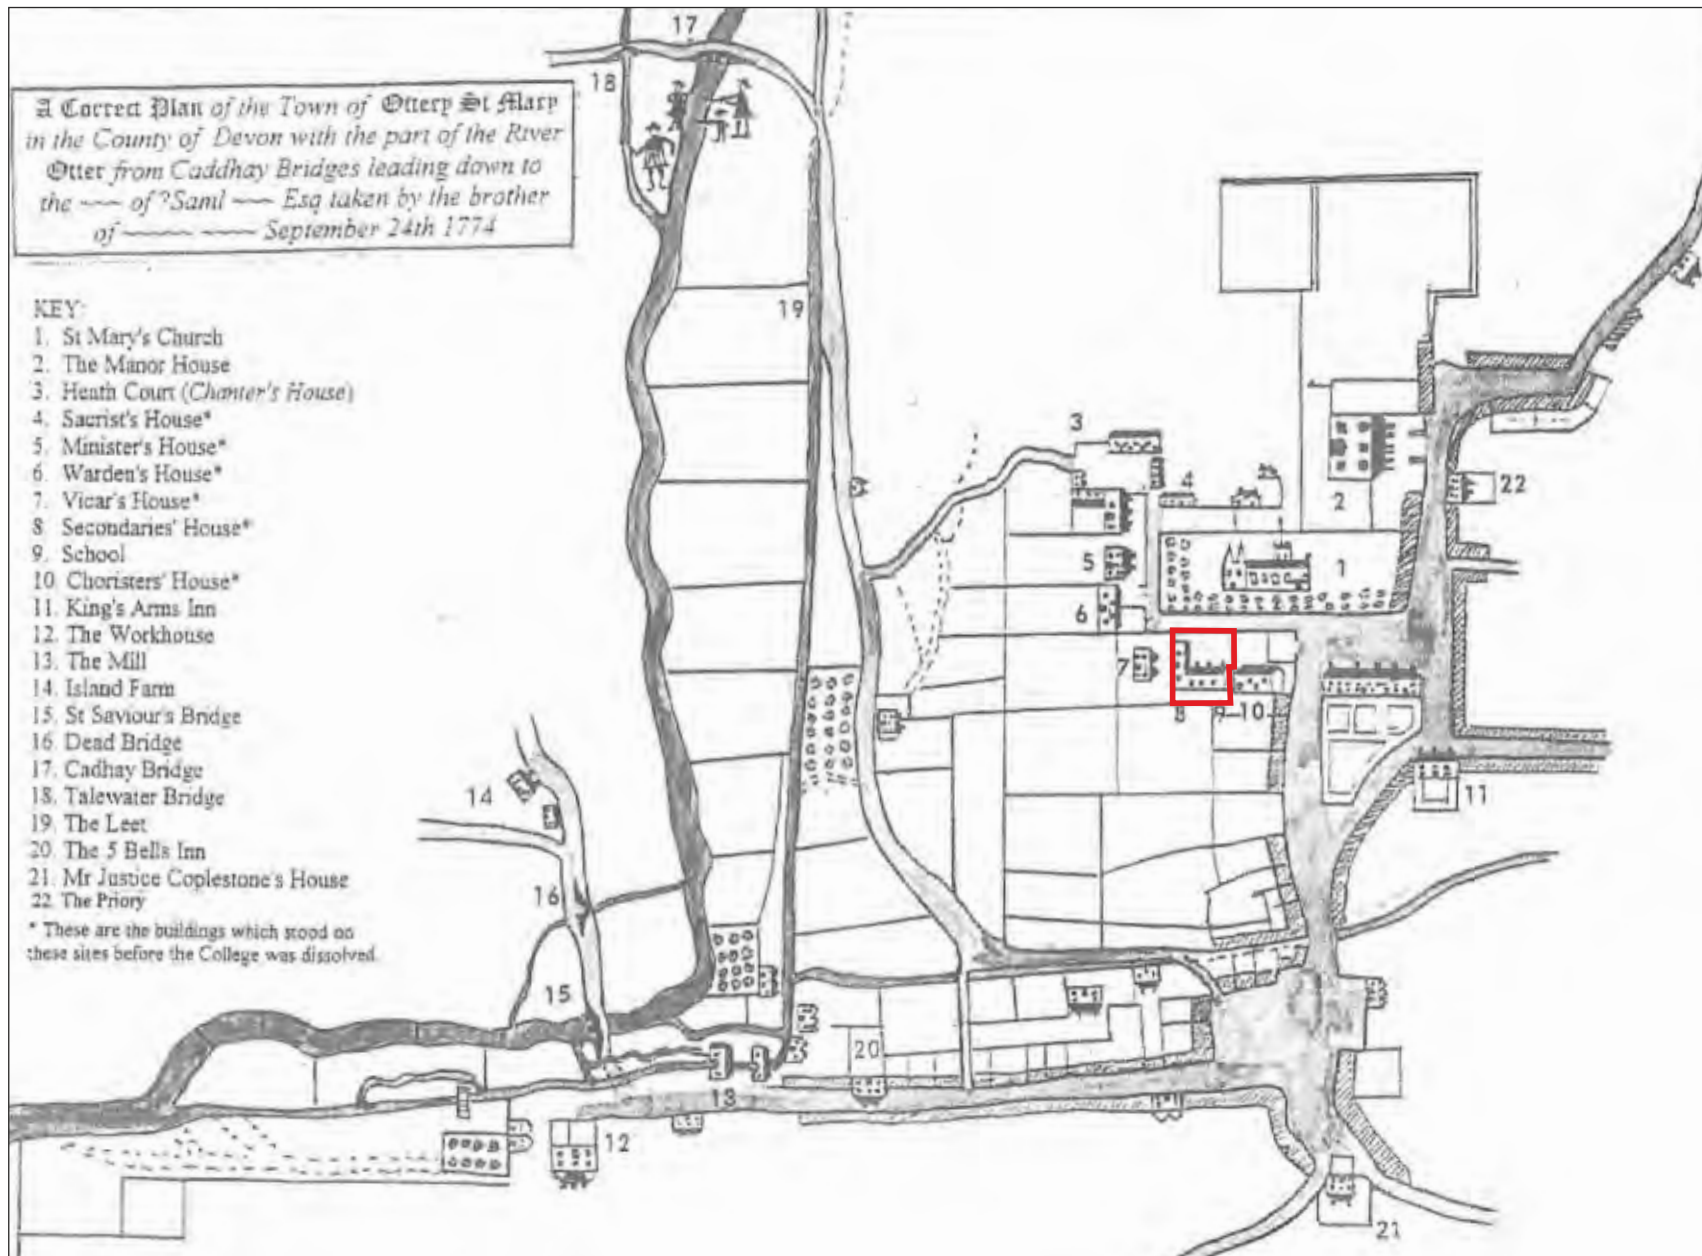 A Correct Plan of the Town of Ottery St Mary
in the County of Devon with the part of the River
Otter from Caddhay Bridges leading down to
the ~~~ of ?Saml ~~~ Esq taken by the brother
of ~~~ ~~~ September 24th 1774
KEY:
1. St Mary's Church
2. The Manor House
3. Heath Court (Chanter's House)
4. Sacrist's House*
5. Minister's House*
6. Warden's House*
7. Vicar's House*
8. Secondaries' House*
9. School
10. Choristers' House*
11. King's Arms Inn
12. The Workhouse
13. The Mill
14. Island Farm
15. St Saviour's Bridge
16. Dead Bridge
17. Cadhay Bridge
18. Talewater Bridge
19. The Leet
20. The 5 Bells Inn
21. Mr Justice Coplestone's House
22. The Priory
* These are the buildings which stood on
these sites before the College was dissolved.
17
18
19
3
4
2
22
5
1
6
7
8
9
10
11
14
16
15
20
13
12
21